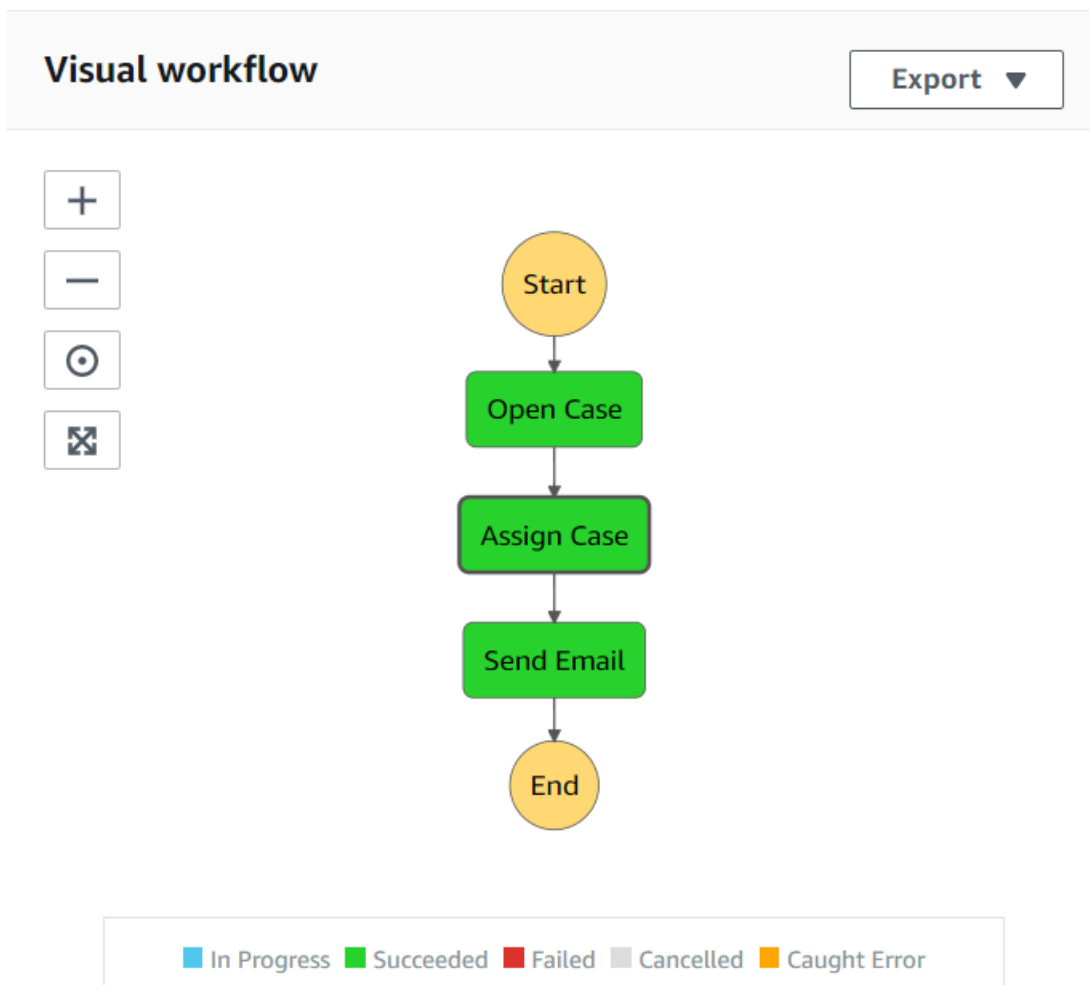 Visual workflow
Export
Start
Open Case
Assign Case
Send Email
End
In Progress Succeeded Failed Cancelled Caught Error